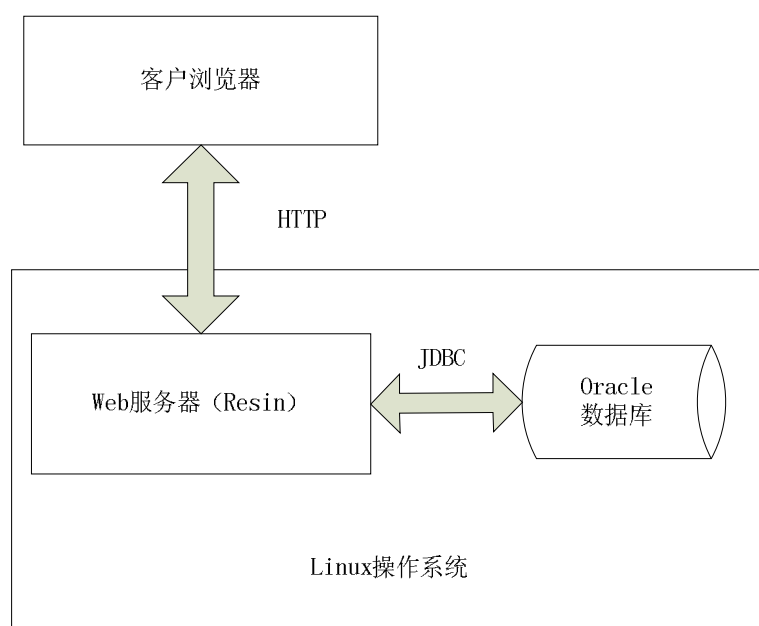 客户浏览器
HTTP
JDBC
Web服务器（Resin）
Oracle
数据库
Linux操作系统